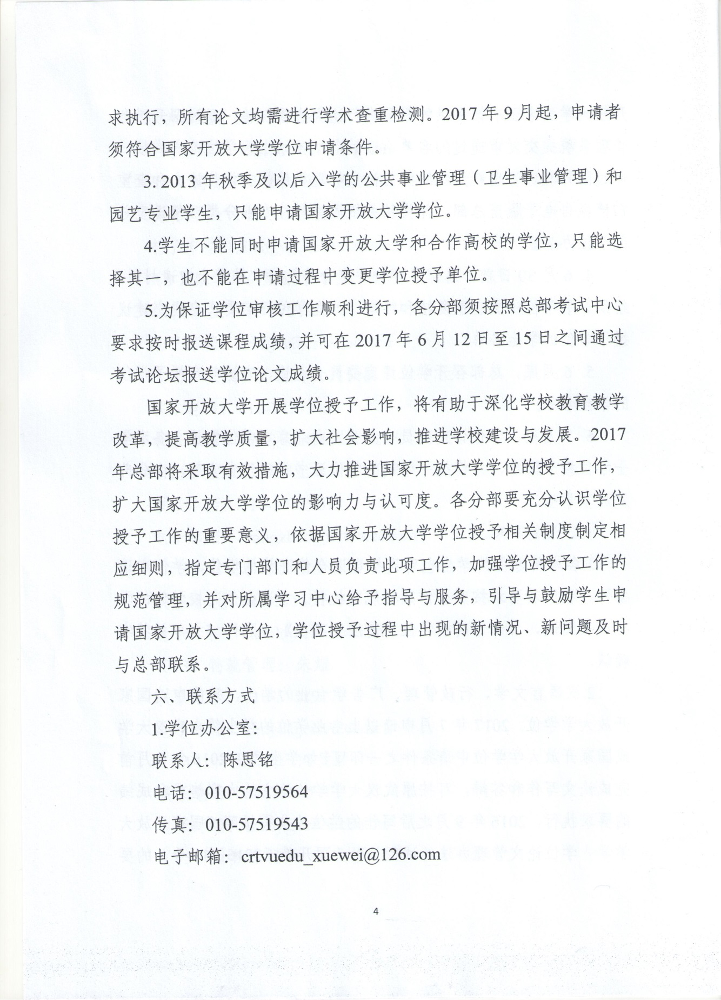 求执行，所有论文均需进行学术查重检测。2017 年 9 月起，申请者
须符合国家开放大学学位申请条件。
3. 2013 年秋季及以后入学的公共事业管理（卫生事业管理）和
园艺专业学生，只能申请国家开放大学学位。
4.学生不能同时申请国家开放大学和合作高校的学位，只能选
择其一，也不能在申请过程中变更学位授予单位。
5.为保证学位审核工作顺利进行，各分部须按照总部考试中心
要求按时报送课程成绩，并可在 2017 年 6 月 12 日至 15 日之间通过
考试论坛报送学位论文成绩。
国家开放大学开展学位授予工作，将有助于深化学校教育教学
改革，提高教学质量，扩大社会影响，推进学校建设与发展。2017
年总部将采取有效措施，大力推进国家开放大学学位的授予工作，
扩大国家开放大学学位的影响力与认可度。各分部要充分认识学位
授予工作的重要意义，依据国家开放大学学位授予相关制度制定相
应细则，指定专门部门和人员负责此项工作，加强学位授予工作的
规范管理，并对所属学习中心给予指导与服务，引导与鼓励学生申
请国家开放大学学位，学位授予过程中出现的新情况、新问题及时
与总部联系。
六、联系方式
1.学位办公室：
联系人：陈思铭
电话：010-57519564
传真：010-57519543
电子邮箱：crtvuedu_xuewei@126.com
4